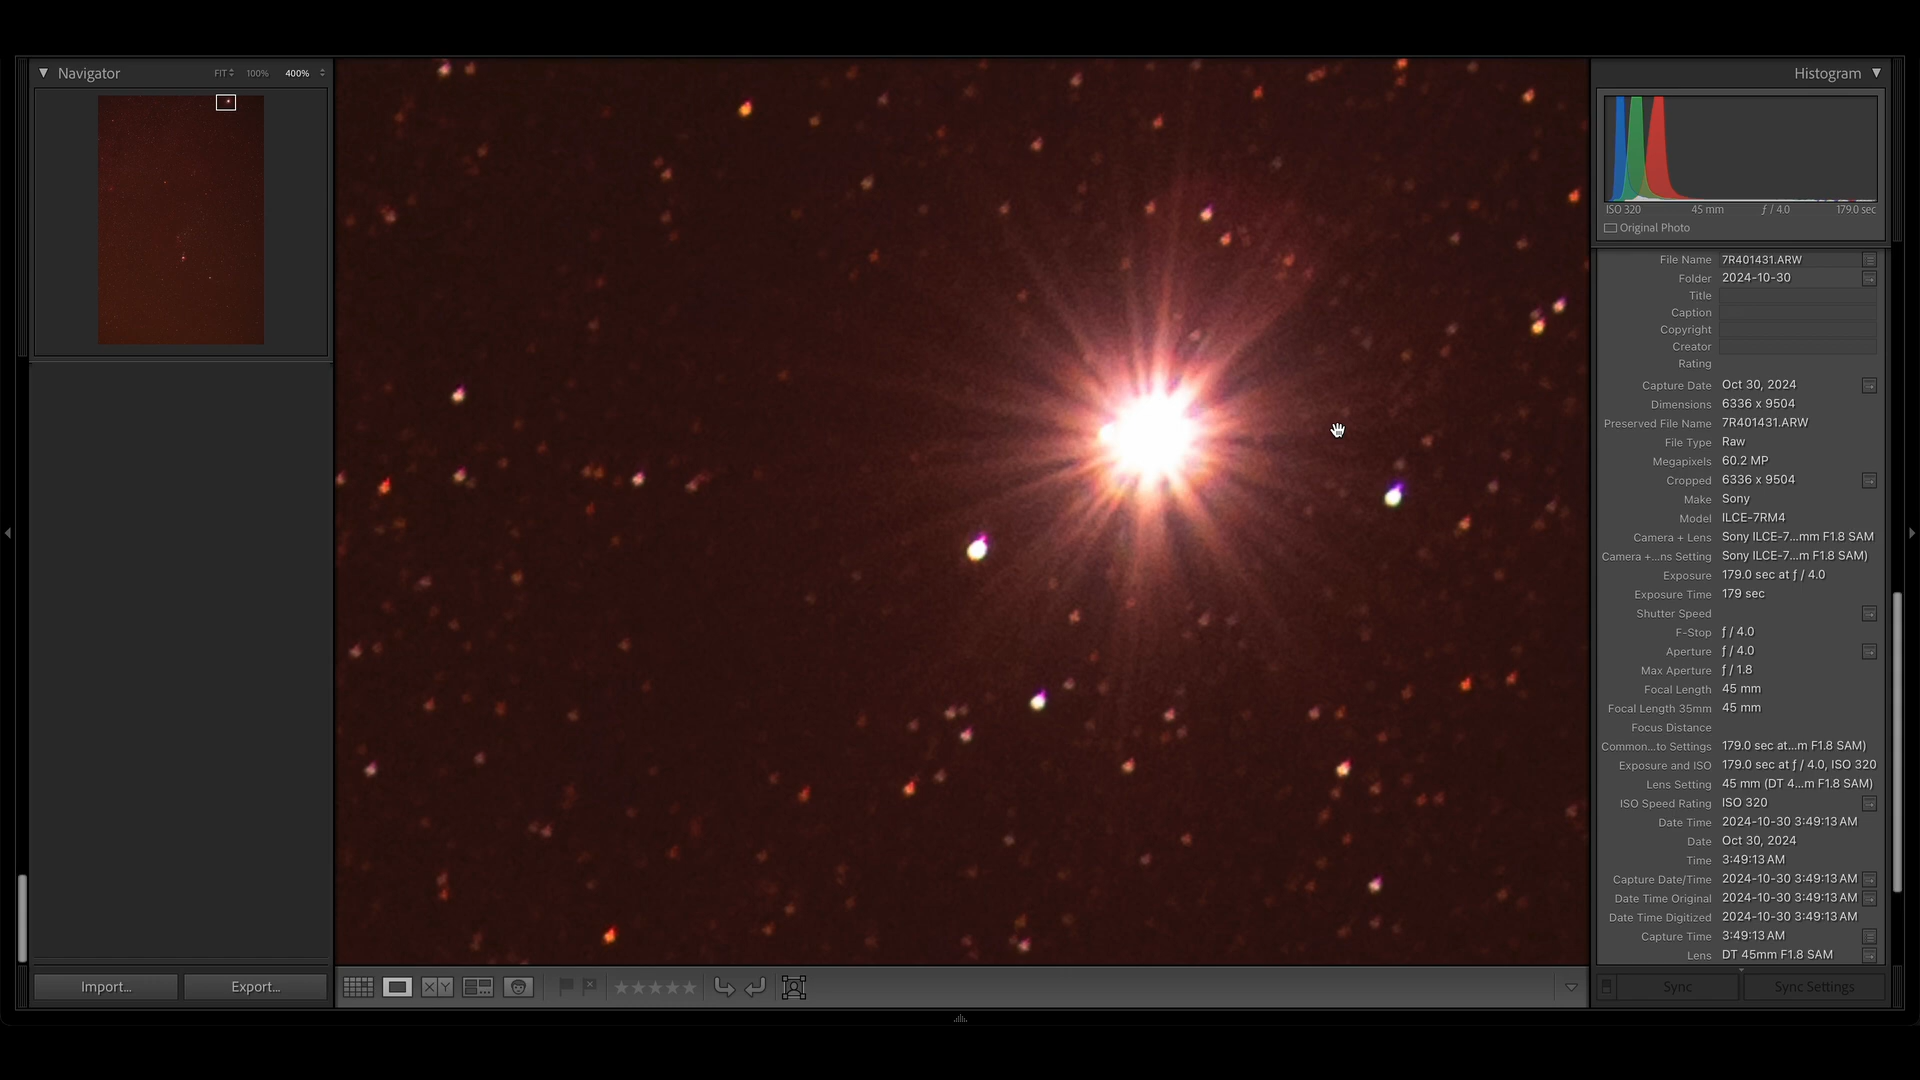 Navigator
FIT
100%
400%
Histogram
ISO 320
45 mm
ƒ / 4.0
179.0 sec
Original Photo
File Name 7R401431.ARW
Folder 2024-10-30
Title
Caption
Copyright
Creator
Rating
Capture Date Oct 30, 2024
Dimensions 6336 x 9504
Preserved File Name 7R401431.ARW
File Type Raw
Megapixels 60.2 MP
Cropped 6336 x 9504
Make Sony
Model ILCE-7RM4
Camera + Lens Sony ILCE-7...mm F1.8 SAM
Camera +...ns Setting Sony ILCE-7...m F1.8 SAM)
Exposure 179.0 sec at ƒ / 4.0
Exposure Time 179 sec
Shutter Speed
F-Stop ƒ / 4.0
Aperture ƒ / 4.0
Max Aperture ƒ / 1.8
Focal Length 45 mm
Focal Length 35mm 45 mm
Focus Distance
Common...to Settings 179.0 sec at...m F1.8 SAM)
Exposure and ISO 179.0 sec at ƒ / 4.0, ISO 320
Lens Setting 45 mm (DT 4...m F1.8 SAM)
ISO Speed Rating ISO 320
Date Time 2024-10-30 3:49:13 AM
Date Oct 30, 2024
Time 3:49:13 AM
Capture Date/Time 2024-10-30 3:49:13 AM
Date Time Original 2024-10-30 3:49:13 AM
Date Time Digitized 2024-10-30 3:49:13 AM
Capture Time 3:49:13 AM
Lens DT 45mm F1.8 SAM
Import...
Export...
X Y
Sync
Sync Settings